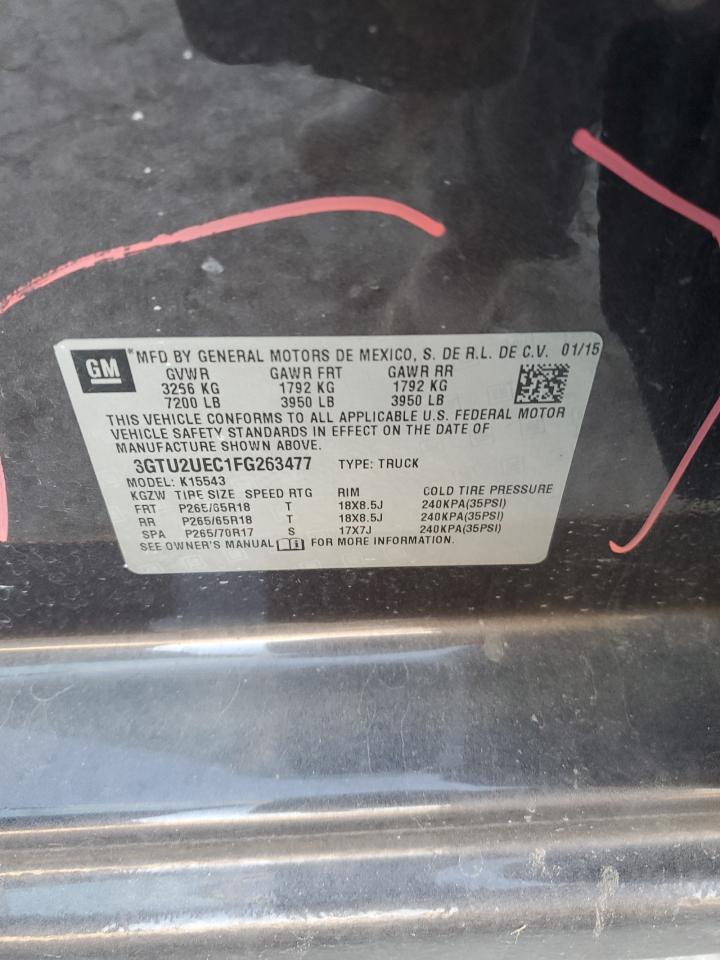 GM
*MFD BY GENERAL MOTORS DE MEXICO, S. DE R.L. DE C.V. 01/15
GVWR GAWR FRT GAWR RR
3256 KG 1792 KG 1792 KG
7200 LB 3950 LB 3950 LB
THIS VEHICLE CONFORMS TO ALL APPLICABLE U.S. FEDERAL MOTOR
VEHICLE SAFETY STANDARDS IN EFFECT ON THE DATE OF
MANUFACTURE SHOWN ABOVE.
3GTU2UEC1FG263477 TYPE: TRUCK
MODEL: K15543
KGZW TIRE SIZE SPEED RTG RIM COLD TIRE PRESSURE
FRT P265/65R18 T 18X8.5J 240KPA(35PSI)
RR P265/65R18 T 18X8.5J 240KPA(35PSI)
SPA P265/70R17 S 17X7J 240KPA(35PSI)
SEE OWNER'S MANUAL FOR MORE INFORMATION.